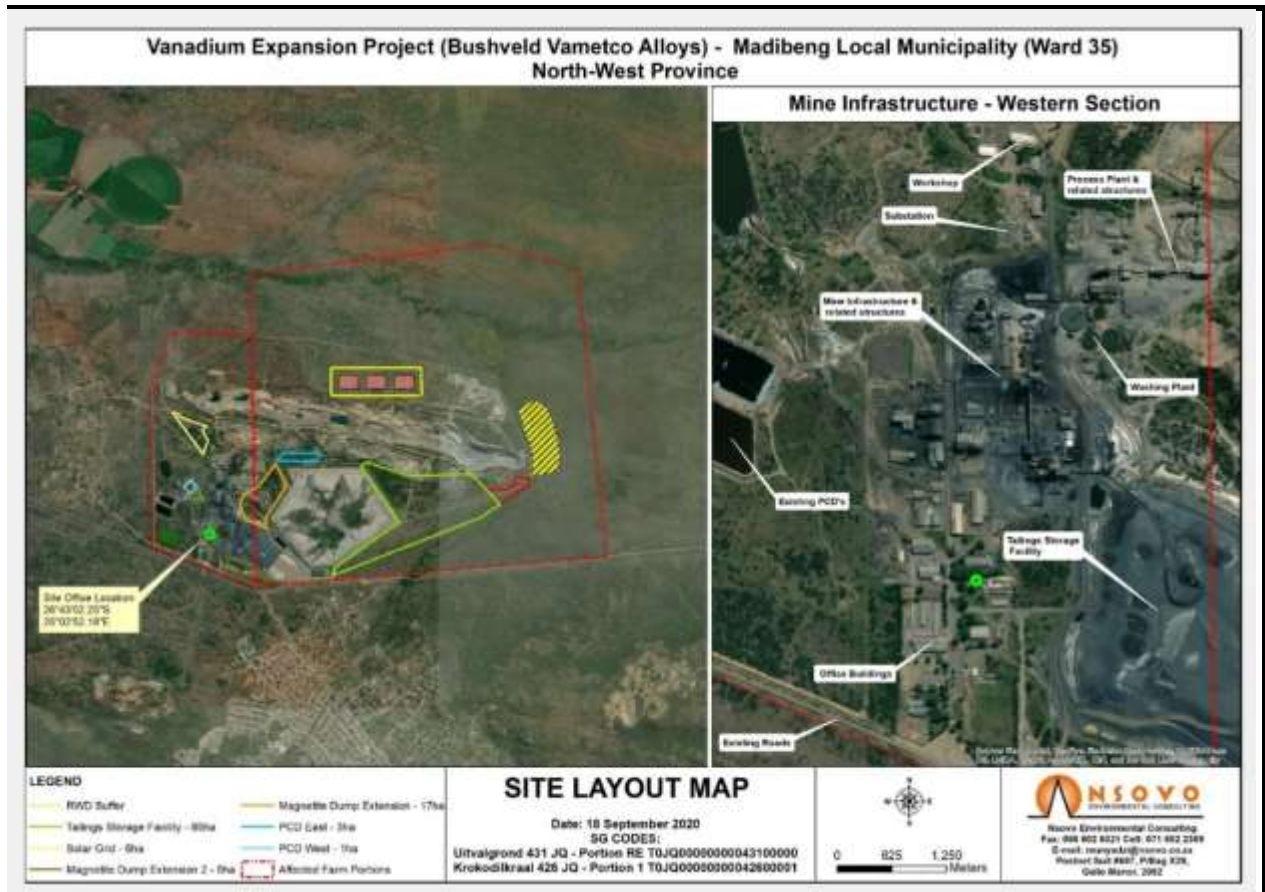 Vanadium Expansion Project (Bushveld Vametco Alloys) - Madibeng Local Municipality (Ward 35)
North-West Province
Mine Infrastructure - Western Section
Workshop
Process Plant &
related structures
Substation
Mine Infrastructure &
related structures
Washing Plant
Existing PCD's
Tailings Storage
Facility
Office Buildings
Existing Roads
Site Office Location
LEGEND
RWD Buffer
Tailings Storage Facility -
Solar Grid - 6ha
Magnetite Dump Extension 2 -
Magnetite Dump Extension - 17ha
PCD East - 3ha
PCD West - 1ha
Affected Farm Portions
SITE LAYOUT MAP
Date: 18 September 2020
SG CODES:
Uitvalgrond 431 JQ - Portion RE T0JQ00000000043100000
Krokodilkraal 426 JQ - Portion 1 T0JQ00000000042600001
N
W
E
S
0 625 1,250
Meters
NSOVO
ENVIRONMENTAL CONSULTING
Nsovo Environmental Consulting